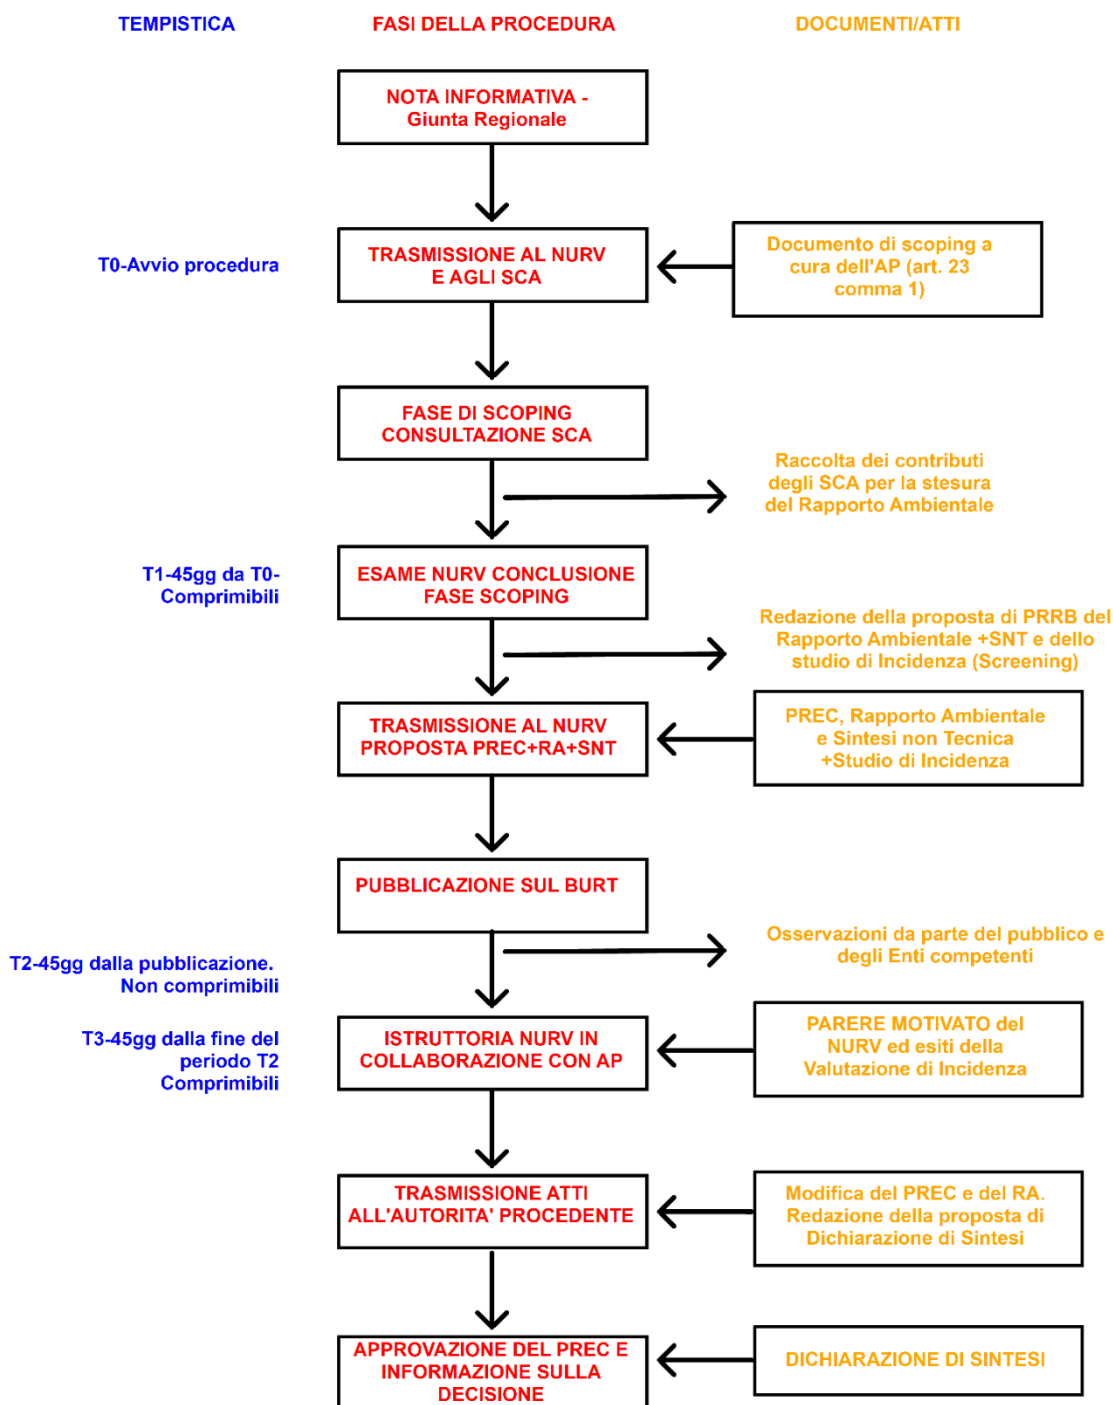 TEMPISTICA
FASI DELLA PROCEDURA
DOCUMENTI/ATTI
NOTA INFORMATIVA -
Giunta Regionale
T0-Avvio procedura
TRASMISSIONE AL NURV
E AGLI SCA
Documento di scoping a
cura dell'AP (art. 23
comma 1)
FASE DI SCOPING
CONSULTAZIONE SCA
Raccolta dei contributi
degli SCA per la stesura
del Rapporto Ambientale
T1-45gg da T0-
Comprimibili
ESAME NURV CONCLUSIONE
FASE SCOPING
Redazione della proposta di PRRB del
Rapporto Ambientale +SNT e dello
studio di Incidenza (Screening)
TRASMISSIONE AL NURV
PROPOSTA PREC+RA+SNT
PREC, Rapporto Ambientale
e Sintesi non Tecnica
+Studio di Incidenza
PUBBLICAZIONE SUL BURT
Osservazioni da parte del pubblico e
degli Enti competenti
T2-45gg dalla pubblicazione.
Non comprimibili
T3-45gg dalla fine del
periodo T2
Comprimibili
ISTRUTTORIA NURV IN
COLLABORAZIONE CON AP
PARERE MOTIVATO del
NURV ed esiti della
Valutazione di Incidenza
TRASMISSIONE ATTI
ALL'AUTORITA' PROCEDENTE
Modifica del PREC e del RA.
Redazione della proposta di
Dichiarazione di Sintesi
APPROVAZIONE DEL PREC E
INFORMAZIONE SULLA
DECISIONE
DICHIARAZIONE DI SINTESI